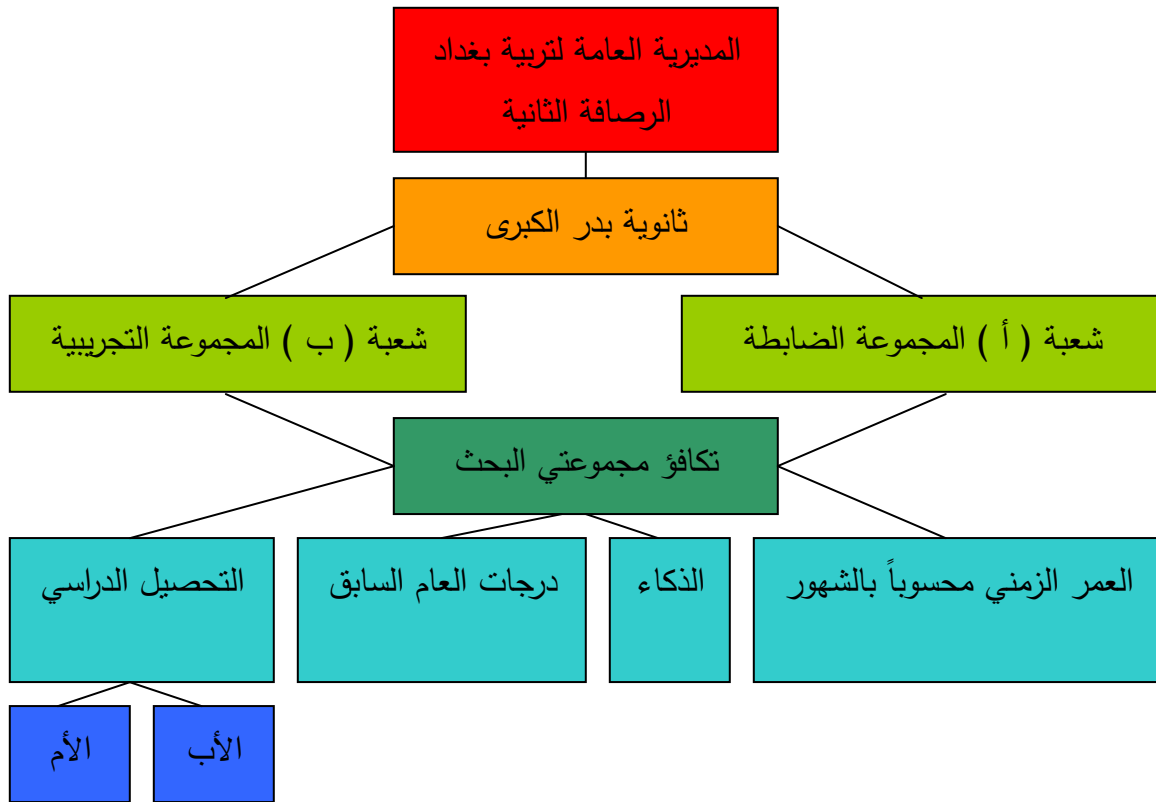 المديرية العامة لتربية بغداد
الرصافة الثانية
ثانوية بدر الكبرى
شعبة ( أ ) المجموعة الضابطة
شعبة ( ب ) المجموعة التجريبية
تكافؤ مجموعتي البحث
العمر الزمني محسوباً بالشهور
الذكاء
درجات العام السابق
التحصيل الدراسي
الأب
الأم